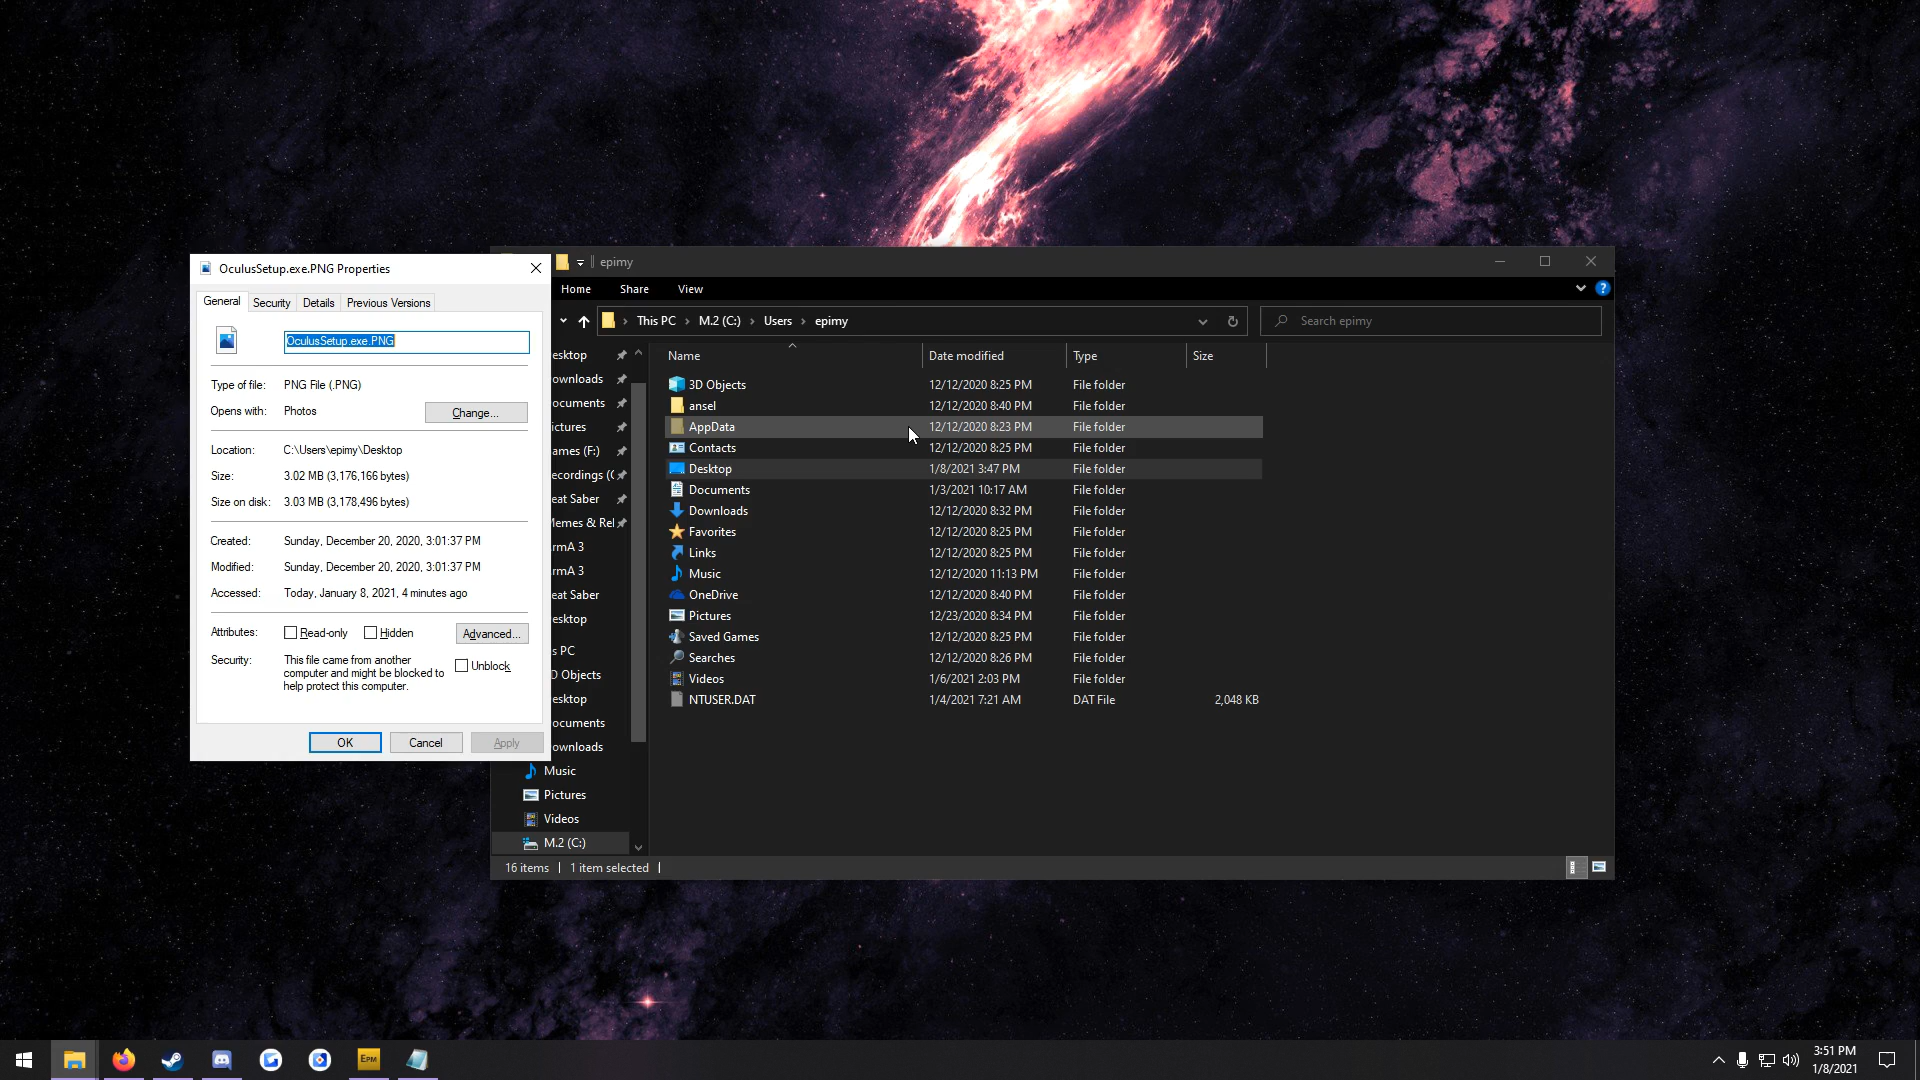 OculusSetup.exe.PNG Properties
General Security Details Previous Versions
OculusSetup.exe.PNG
Type of file: PNG File (.PNG)
Opens with: Photos Change...
Location: C:\Users\epimy\Desktop
Size: 3.02 MB (3,176,166 bytes)
Size on disk: 3.03 MB (3,178,496 bytes)
Created: Sunday, December 20, 2020, 3:01:37 PM
Modified: Sunday, December 20, 2020, 3:01:37 PM
Accessed: Today, January 8, 2021, 4 minutes ago
Attributes: Read-only Hidden Advanced...
Security: This file came from another
computer and might be blocked to
help protect this computer.
Unblock
OK Cancel Apply
epimy
Home Share View
This PC M.2 (C:) Users epimy
Search epimy
esktop
ownloads
ocuments
ictures
ames (F:)
ecordings (
eat Saber
Memes & Rel
rmA 3
rmA 3
eat Saber
esktop
s PC
D Objects
esktop
ocuments
ownloads
Music
Pictures
Videos
M.2 (C:)
Name Date modified Type Size
3D Objects 12/12/2020 8:25 PM File folder
ansel 12/12/2020 8:40 PM File folder
AppData 12/12/2020 8:23 PM File folder
Contacts 12/12/2020 8:25 PM File folder
Desktop 1/8/2021 3:47 PM File folder
Documents 1/3/2021 10:17 AM File folder
Downloads 12/12/2020 8:32 PM File folder
Favorites 12/12/2020 8:25 PM File folder
Links 12/12/2020 8:25 PM File folder
Music 12/12/2020 11:13 PM File folder
OneDrive 12/12/2020 8:40 PM File folder
Pictures 12/23/2020 8:34 PM File folder
Saved Games 12/12/2020 8:25 PM File folder
Searches 12/12/2020 8:26 PM File folder
Videos 1/6/2021 2:03 PM File folder
NTUSER.DAT 1/4/2021 7:21 AM DAT File 2,048 KB
16 items 1 item selected
EPM
3:51 PM
1/8/2021